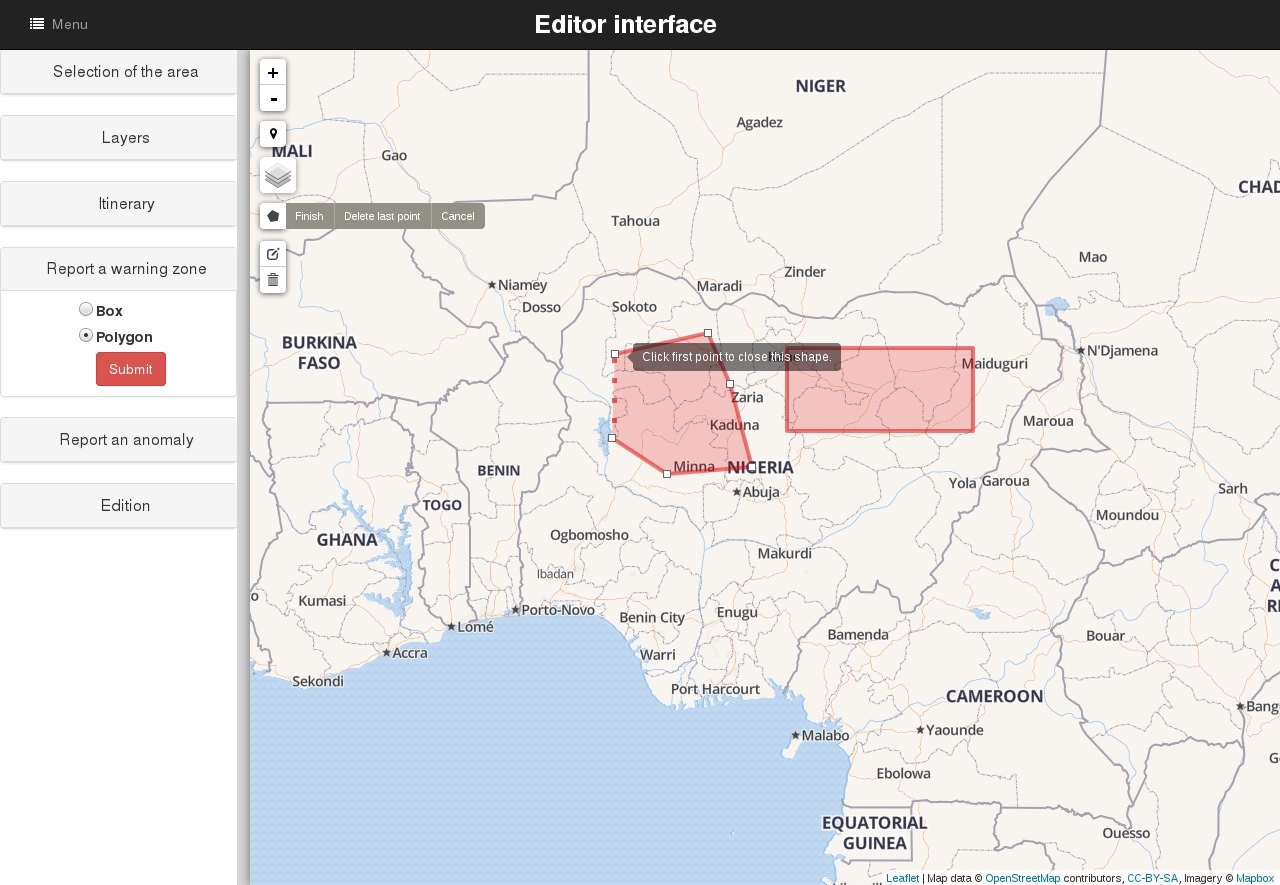 Menu
Editor interface
Selection of the area
Layers
Itinerary
Report a warning zone
Box
Polygon
Submit
Report an anomaly
Edition
+
-
Finish
Delete last point
Cancel
NIGER
Agadez
MALI
Gao
Tahoua
Mao
Zinder
Maradi
Niamey
Dosso
Sokoto
BURKINA
FASO
Click first point to close this shape.
Maiduguri
N'Djamena
Zaria
Kaduna
Maroua
Minna
NIGERIA
BENIN
Abuja
Yola
Garoua
Sarh
TOGO
Moundou
GHANA
Ogbomosho
Makurdi
Ibadan
Kumasi
Porto-Novo
Benin City
Enugu
Lomé
Bamenda
Bouar
Accra
Warri
Sekondi
Port Harcourt
CAMEROON
Malabo
Yaounde
Ebolowa
EQUATORIAL
GUINEA
Ouesso
Leaflet | Map data © OpenStreetMap contributors, CC-BY-SA, Imagery © Mapbox